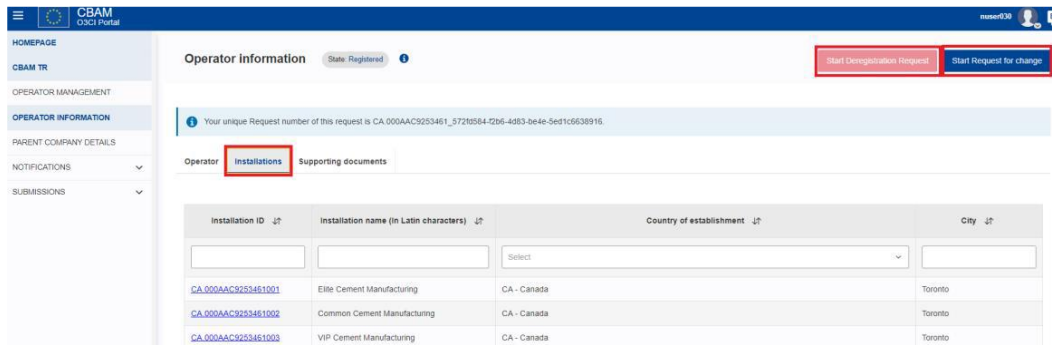 CBAM
O3CI Portal
nuser030
HOMEPAGE
CBAM TR
OPERATOR MANAGEMENT
OPERATOR INFORMATION
PARENT COMPANY DETAILS
NOTIFICATIONS
SUBMISSIONS
Operator information State: Registered
Start Deregistration Request Start Request for change
Your unique Request number of this request is CA.000AAC9253461_572fd584-f2b6-4d83-be4e-5ed1c6638916.
Operator Installations Supporting documents
Installation ID Installation name (in Latin characters) Country of establishment City
Select
CA.000AAC9253461001 Elite Cement Manufacturing CA - Canada Toronto
CA.000AAC9253461002 Common Cement Manufacturing CA - Canada Toronto
CA.000AAC9253461003 VIP Cement Manufacturing CA - Canada Toronto